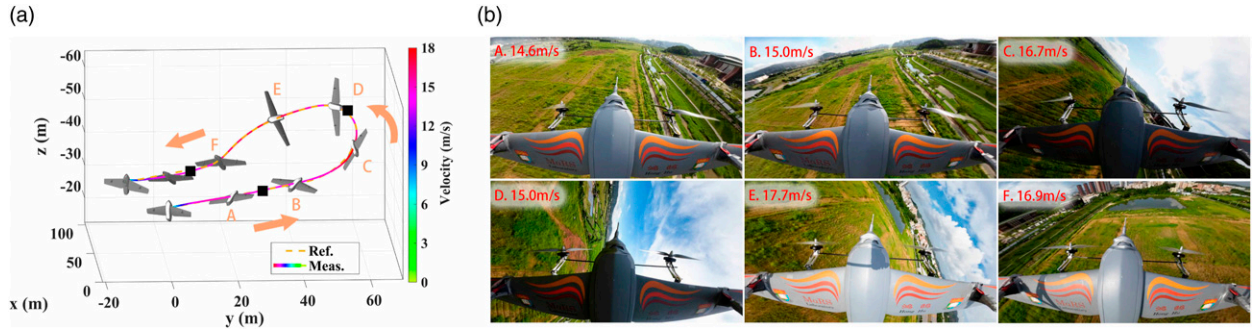 (a)
-60
-50
-40
-30
-20
z (m)
100
50
0
x (m)
-20
0
20
40
60
y (m)
A
B
C
D
E
F
Ref.
Meas.
18
15
12
9
6
3
0
Velocity (m/s)
(b)
A. 14.6m/s
B. 15.0m/s
C. 16.7m/s
D. 15.0m/s
E. 17.7m/s
F. 16.9m/s